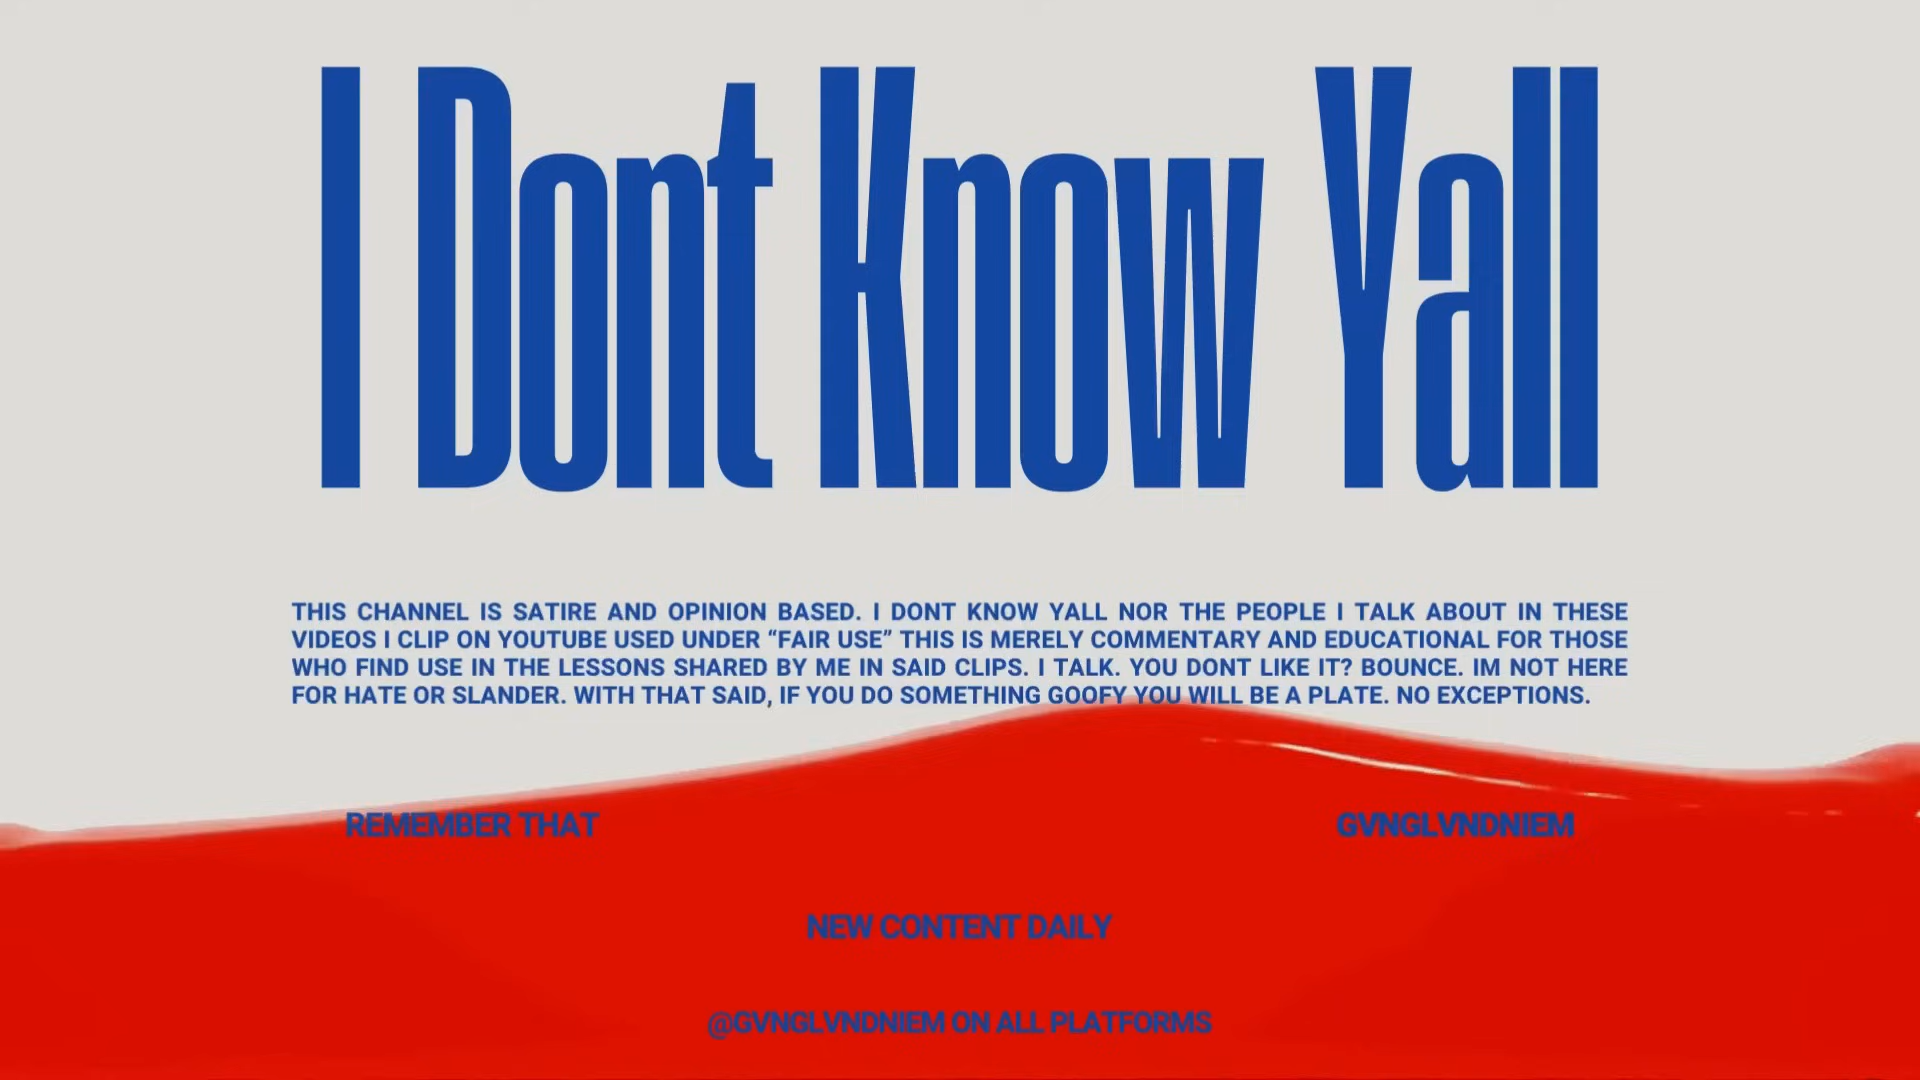 I Dont Know Yall
THIS CHANNEL IS SATIRE AND OPINION BASED. I DONT KNOW YALL NOR THE PEOPLE I TALK ABOUT IN THESE
VIDEOS I CLIP ON YOUTUBE USED UNDER “FAIR USE” THIS IS MERELY COMMENTARY AND EDUCATIONAL FOR THOSE
WHO FIND USE IN THE LESSONS SHARED BY ME IN SAID CLIPS. I TALK. YOU DONT LIKE IT? BOUNCE. IM NOT HERE
FOR HATE OR SLANDER. WITH THAT SAID, IF YOU DO SOMETHING GOOFY YOU WILL BE A PLATE. NO EXCEPTIONS.
REMEMBER THAT
GVNGLVNDNIEM
NEW CONTENT DAILY
@GVNGLVNDNIEM ON ALL PLATFORMS